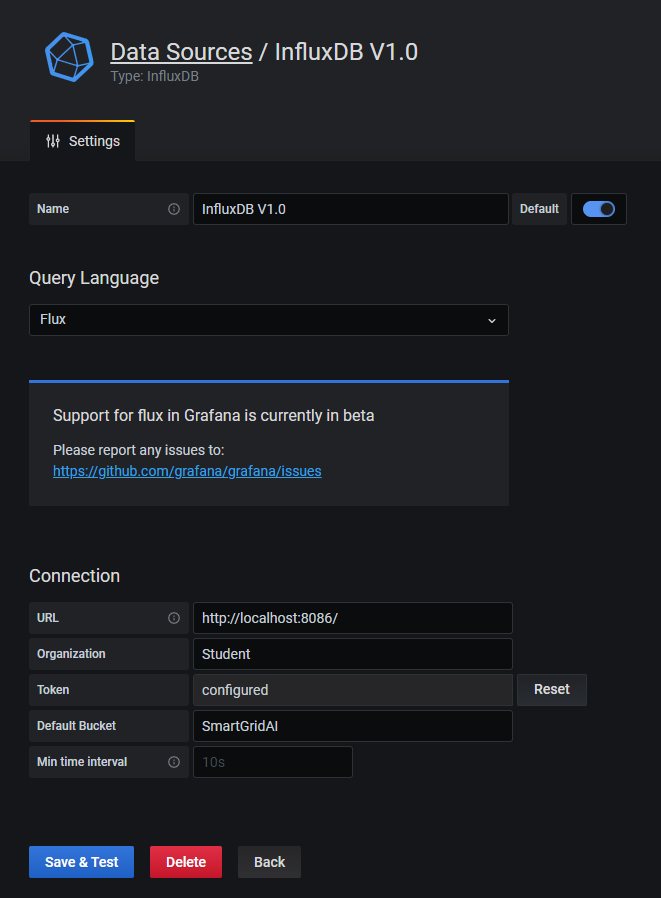 Data Sources / InfluxDB V1.0
Type: InfluxDB
Settings
Name InfluxDB V1.0 Default
Query Language
Flux
Support for flux in Grafana is currently in beta
Please report any issues to:
https://github.com/grafana/grafana/issues
Connection
URL http://localhost:8086/
Organization Student
Token configured Reset
Default Bucket SmartGridAI
Min time interval 10s
Save & Test Delete Back